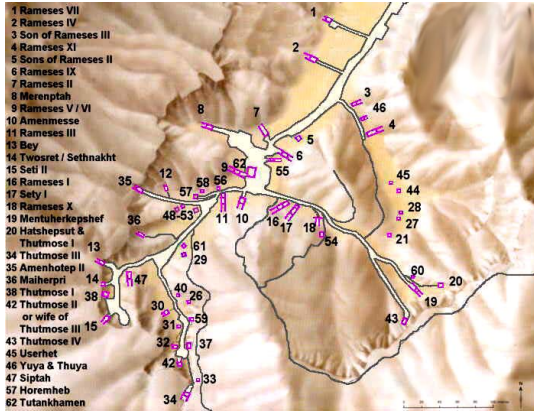 1 Rameses VII
2 Rameses IV
3 Son of Rameses III
4 Rameses XI
5 Sons of Rameses II
6 Rameses IX
7 Rameses II
8 Merenptah
9 Rameses V / VI
10 Amenmesse
11 Rameses III
13 Bey
14 Twosret / Sethnakht
15 Seti II
16 Rameses I
17 Sety I
18 Rameses X
19 Mentuherkepshef
20 Hatshepsut &
Thutmose I
34 Thutmose III
35 Amenhotep II
36 Maiherpri
38 Thutmose I
42 Thutmose II
or wife of
Thutmose III
43 Thutmose IV
45 Userhet
46 Yuya & Thuya
47 Siptah
57 Horemheb
62 Tutankhamen
1
2
3
46
4
8
7
5
6
55
62
9
45
44
28
27
21
35
12
58
56
57
48-53
11
10
16
17
18
54
36
61
29
13
14
38
47
15
40
26
30
31
59
32
37
42
33
34
60
20
19
43